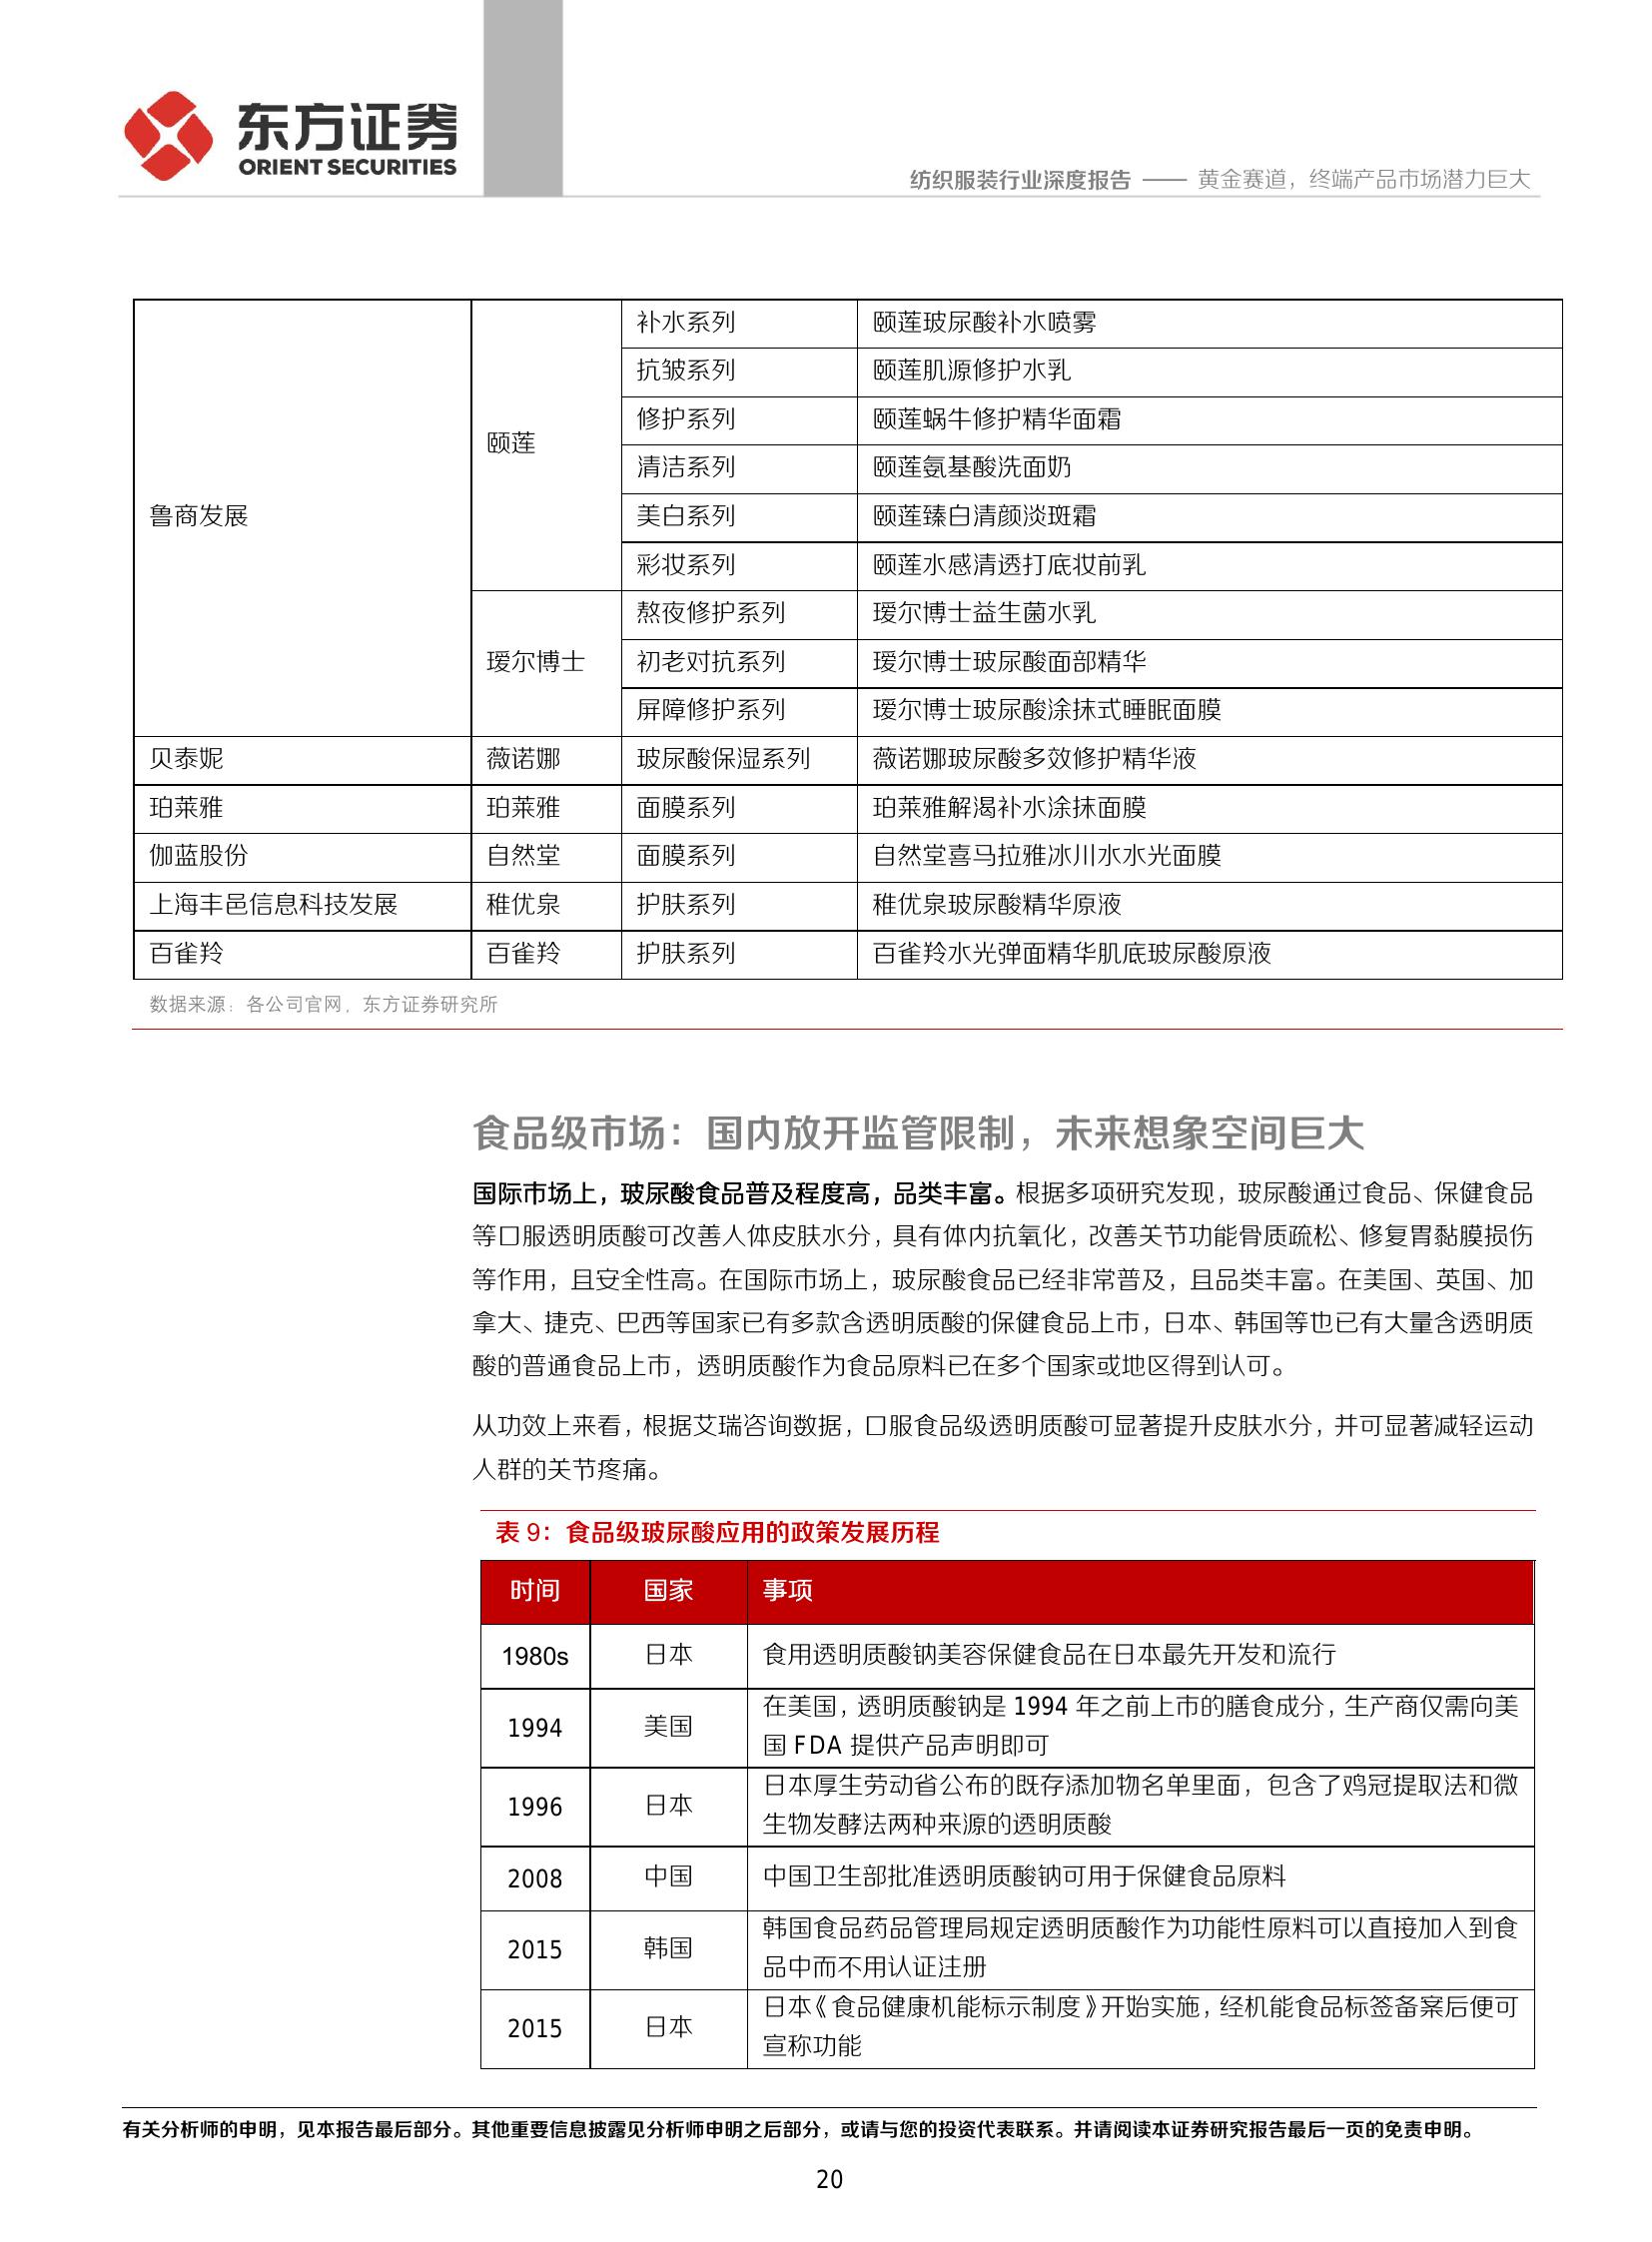 东方证券
ORIENT SECURITIES
纺织服装行业深度报告 —— 黄金赛道，终端产品市场潜力巨大
鲁商发展 颐莲 补水系列 颐莲玻尿酸补水喷雾
抗皱系列 颐莲肌源修护水乳
修护系列 颐莲蜗牛修护精华面霜
清洁系列 颐莲氨基酸洗面奶
美白系列 颐莲臻白清颜淡斑霜
彩妆系列 颐莲水感清透打底妆前乳
瑷尔博士 熬夜修护系列 瑷尔博士益生菌水乳
初老对抗系列 瑷尔博士玻尿酸面部精华
屏障修护系列 瑷尔博士玻尿酸涂抹式睡眠面膜
贝泰妮 薇诺娜 玻尿酸保湿系列 薇诺娜玻尿酸多效修护精华液
珀莱雅 珀莱雅 面膜系列 珀莱雅解渴补水涂抹面膜
伽蓝股份 自然堂 面膜系列 自然堂喜马拉雅冰川水水光面膜
上海丰邑信息科技发展 稚优泉 护肤系列 稚优泉玻尿酸精华原液
百雀羚 百雀羚 护肤系列 百雀羚水光弹面精华肌底玻尿酸原液
数据来源：各公司官网，东方证券研究所
食品级市场：国内放开监管限制，未来想象空间巨大
国际市场上，玻尿酸食品普及程度高，品类丰富。根据多项研究发现，玻尿酸通过食品、保健食品
等口服透明质酸可改善人体皮肤水分，具有体内抗氧化，改善关节功能骨质疏松、修复胃黏膜损伤
等作用，且安全性高。在国际市场上，玻尿酸食品已经非常普及，且品类丰富。在美国、英国、加
拿大、捷克、巴西等国家已有多款含透明质酸的保健食品上市，日本、韩国等也已有大量含透明质
酸的普通食品上市，透明质酸作为食品原料已在多个国家或地区得到认可。
从功效上来看，根据艾瑞咨询数据，口服食品级透明质酸可显著提升皮肤水分，并可显著减轻运动
人群的关节疼痛。
表 9：食品级玻尿酸应用的政策发展历程
时间 国家 事项
1980s 日本 食用透明质酸钠美容保健食品在日本最先开发和流行
1994 美国 在美国，透明质酸钠是 1994 年之前上市的膳食成分，生产商仅需向美
国 FDA 提供产品声明即可
1996 日本 日本厚生劳动省公布的既存添加物名单里面，包含了鸡冠提取法和微
生物发酵法两种来源的透明质酸
2008 中国 中国卫生部批准透明质酸钠可用于保健食品原料
2015 韩国 韩国食品药品管理局规定透明质酸作为功能性原料可以直接加入到食
品中而不用认证注册
2015 日本 日本《食品健康机能标示制度》开始实施，经机能食品标签备案后便可
宣称功能
有关分析师的申明，见本报告最后部分。其他重要信息披露见分析师申明之后部分，或请与您的投资代表联系。并请阅读本证券研究报告最后一页的免责申明。
20